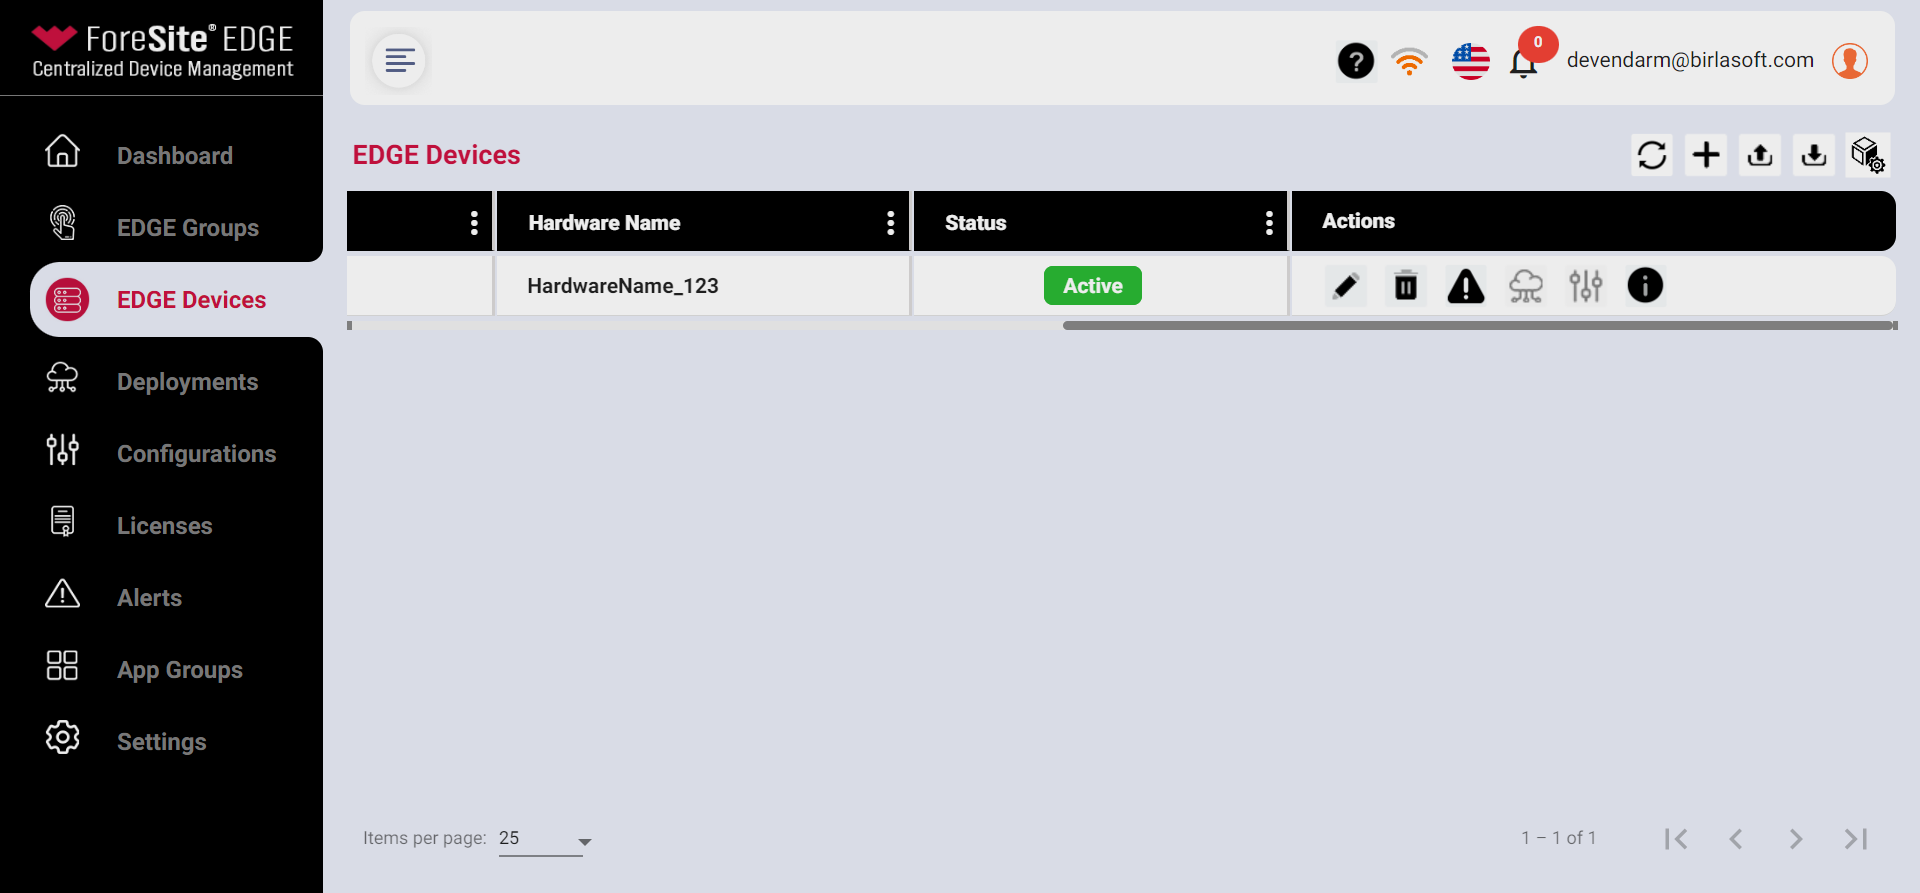 ForeSite® EDGE
Centralized Device Management
0
devendarm@birlasoft.com
Dashboard
EDGE Groups
EDGE Devices
Deployments
Configurations
Licenses
Alerts
App Groups
Settings
EDGE Devices
Hardware Name
Status
Actions
HardwareName_123
Active
Items per page: 25
1 – 1 of 1